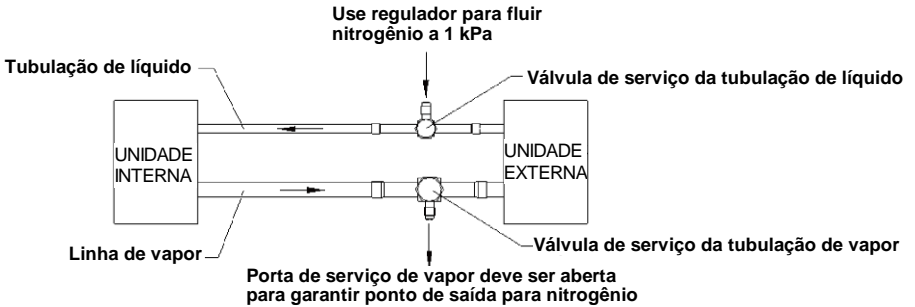 Use regulador para fluir
nitrogênio a 1 kPa
Tubulação de líquido
Válvula de serviço da tubulação de líquido
UNIDADE
INTERNA
UNIDADE
EXTERNA
Linha de vapor
Válvula de serviço da tubulação de vapor
Porta de serviço de vapor deve ser aberta
para garantir ponto de saída para nitrogênio